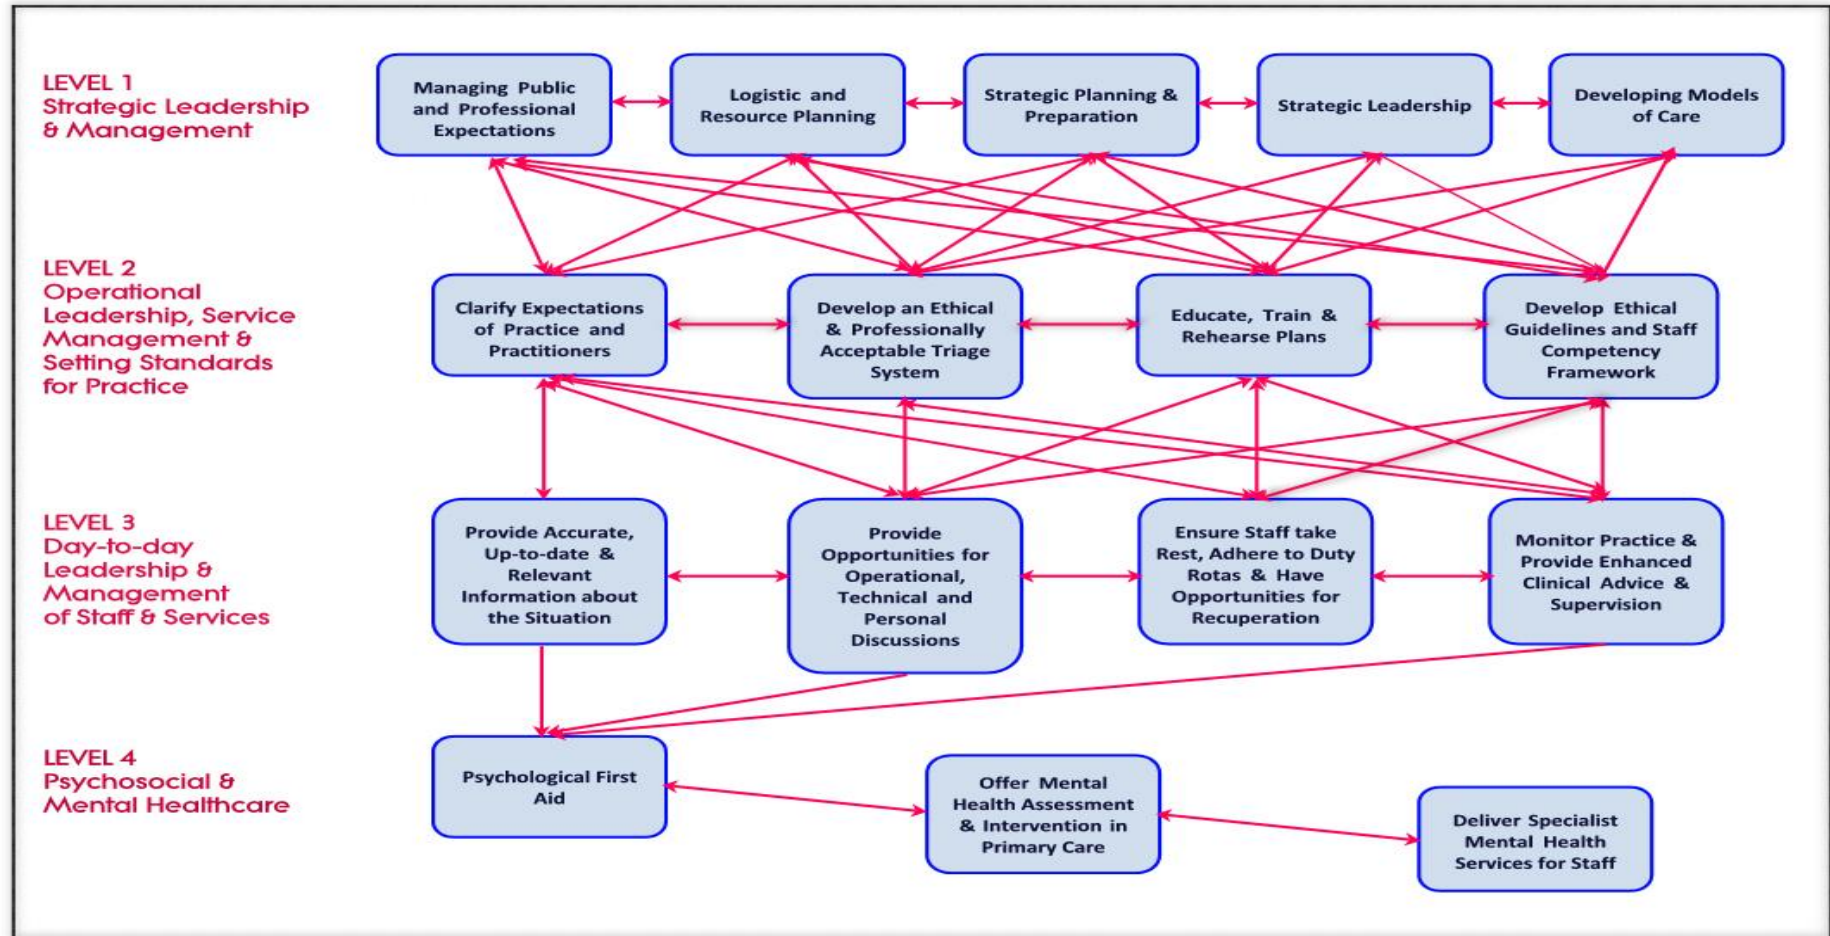 LEVEL 1
Strategic Leadership
& Management
Managing Public
and Professional
Expectations
Logistic and
Resource Planning
Strategic Planning &
Preparation
Strategic Leadership
Developing Models
of Care
LEVEL 2
Operational
Leadership, Service
Management &
Setting Standards
for Practice
Clarify Expectations
of Practice and
Practitioners
Develop an Ethical
& Professionally
Acceptable Triage
System
Educate, Train &
Rehearse Plans
Develop Ethical
Guidelines and Staff
Competency
Framework
LEVEL 3
Day-to-day
Leadership &
Management
of Staff & Services
Provide Accurate,
Up-to-date &
Relevant
Information about
the Situation
Provide
Opportunities for
Operational,
Technical and
Personal
Discussions
Ensure Staff take
Rest, Adhere to Duty
Rotas & Have
Opportunities for
Recuperation
Monitor Practice &
Provide Enhanced
Clinical Advice &
Supervision
LEVEL 4
Psychosocial &
Mental Healthcare
Psychological First
Aid
Offer Mental
Health Assessment
& Intervention in
Primary Care
Deliver Specialist
Mental Health
Services for Staff